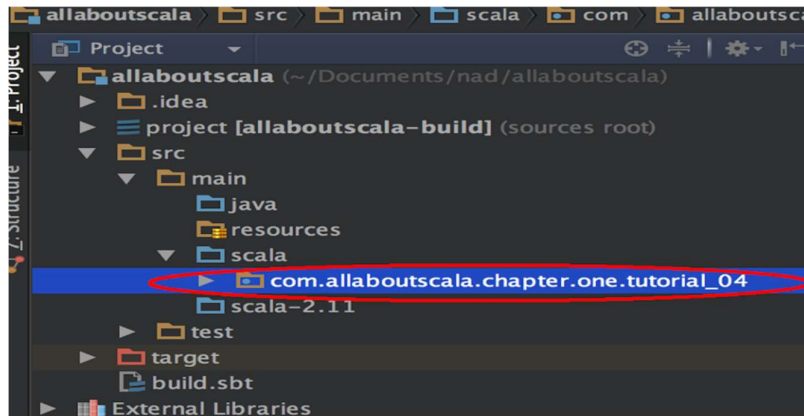 allaboutscala src main scala com allaboutsc
Project
1: Project
allaboutscala (~/Documents/nad/allaboutscala)
.idea
project [allaboutscala-build] (sources root)
src
main
7: Structure
java
resources
scala
com.allaboutscala.chapter.one.tutorial_04
scala-2.11
test
target
build.sbt
External Libraries